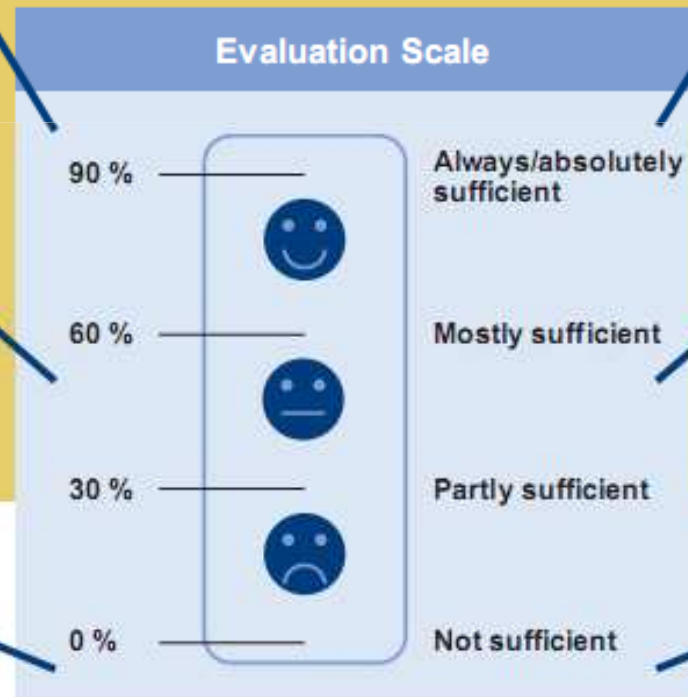 Evaluation Scale
90 %
Always/absolutely
sufficient
60 %
Mostly sufficient
30 %
Partly sufficient
0 %
Not sufficient